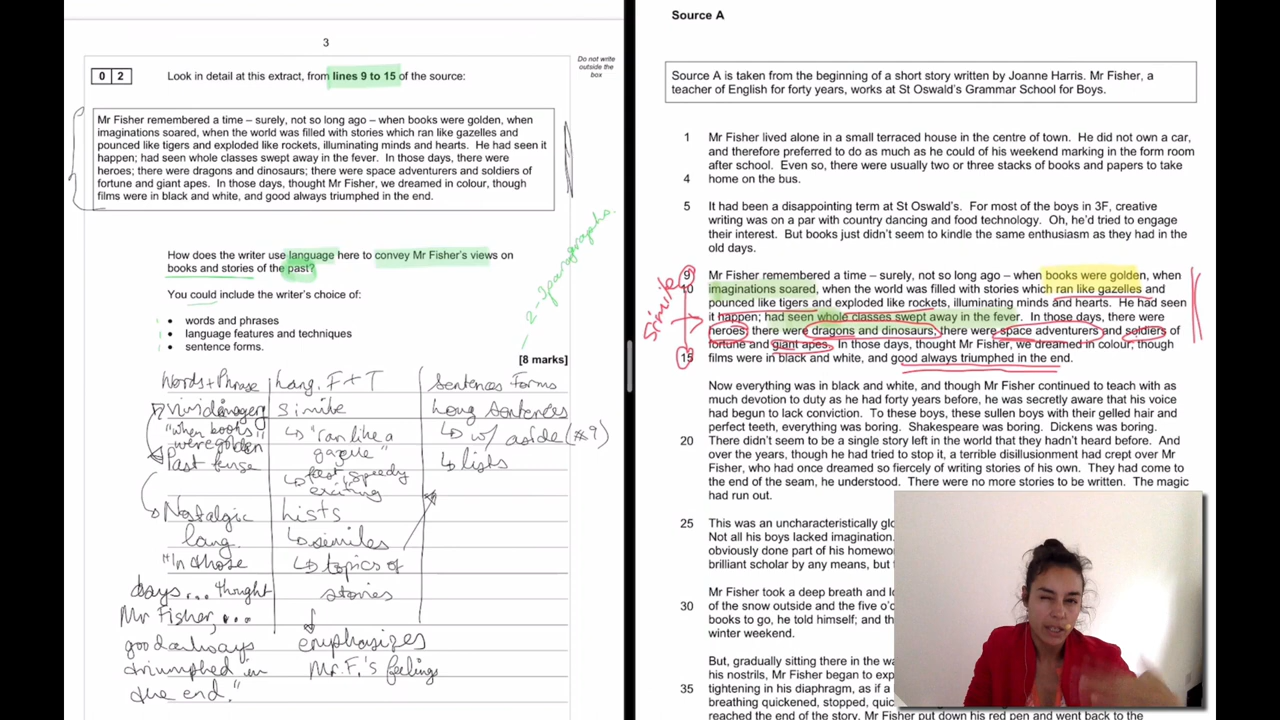 3
Do not write
outside the
box
0 2
Look in detail at this extract, from lines 9 to 15 of the source:
Mr Fisher remembered a time – surely, not so long ago – when books were golden, when
imaginations soared, when the world was filled with stories which ran like gazelles and
pounced like tigers and exploded like rockets, illuminating minds and hearts. He had seen it
happen; had seen whole classes swept away in the fever. In those days, there were
heroes; there were dragons and dinosaurs; there were space adventurers and soldiers of
fortune and giant apes. In those days, thought Mr Fisher, we dreamed in colour, though
films were in black and white, and good always triumphed in the end.
How does the writer use language here to convey Mr Fisher's views on
books and stories of the past?
You could include the writer's choice of:
• words and phrases
• language features and techniques
• sentence forms.
[8 marks]
2-3 paragraphs.
Words + Phrase
Lang. F + T
Sentences Forms
vivid imagery
simile
Long Sentences
"when books
↳ "ran like a
↳ w/ aside (#9)
were golden
gazelle"
↳ lists
Past tense
↳ fast, speedy
exciting
Nostalgic
Lists
lang.
↳ similes
"In those
↳ topics of
days... thought
stories
Mr Fisher, ...
good always
emphasizes
triumphed in
Mr. F.'s feelings
the end."
Source A
Source A is taken from the beginning of a short story written by Joanne Harris. Mr Fisher, a
teacher of English for forty years, works at St Oswald's Grammar School for Boys.
1 Mr Fisher lived alone in a small terraced house in the centre of town. He did not own a car,
and therefore preferred to do as much as he could of his weekend marking in the form room
after school. Even so, there were usually two or three stacks of books and papers to take
4 home on the bus.
5 It had been a disappointing term at St Oswald's. For most of the boys in 3F, creative
writing was on a par with country dancing and food technology. Oh, he'd tried to engage
their interest. But books just didn't seem to kindle the same enthusiasm as they had in the
old days.
9 Mr Fisher remembered a time – surely, not so long ago – when books were golden, when
10 imaginations soared, when the world was filled with stories which ran like gazelles and
pounced like tigers and exploded like rockets, illuminating minds and hearts. He had seen
it happen; had seen whole classes swept away in the fever. In those days, there were
heroes; there were dragons and dinosaurs; there were space adventurers and soldiers of
fortune and giant apes. In those days, thought Mr Fisher, we dreamed in colour, though
15 films were in black and white, and good always triumphed in the end.
Simile
Now everything was in black and white, and though Mr Fisher continued to teach with as
much devotion to duty as he had forty years before, he was secretly aware that his voice
had begun to lack conviction. To these boys, these sullen boys with their gelled hair and
perfect teeth, everything was boring. Shakespeare was boring. Dickens was boring.
20 There didn't seem to be a single story left in the world that they hadn't heard before. And
over the years, though he had tried to stop it, a terrible disillusionment had crept over Mr
Fisher, who had once dreamed so fiercely of writing stories of his own. They had come to
the end of the seam, he understood. There were no more stories to be written. The magic
had run out.
25 This was an uncharacteristically glo
Not all his boys lacked imagination.
obviously done part of his homewor
brilliant scholar by any means, but
Mr Fisher took a deep breath and lo
30 of the snow outside and the five o'c
books to go, he told himself; and th
winter weekend.
But, gradually sitting there in the wa
his nostrils, Mr Fisher began to exp
35 tightening in his diaphragm, as if a
breathing quickened, stopped, quic
reached the end of the story, Mr Fisher put down his red pen and went back to the